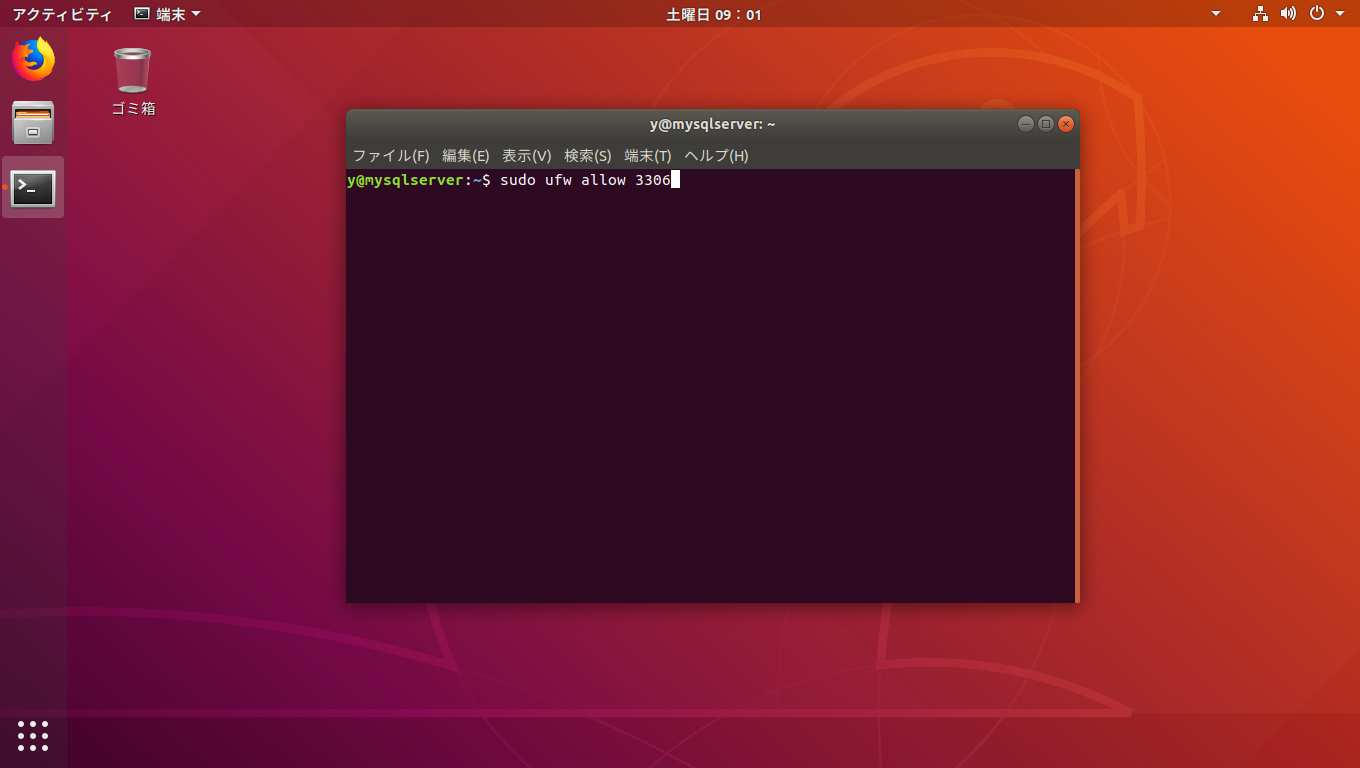 アクティビティ 端末 土曜日 09：01
ゴミ箱
y@mysqlserver: ~
ファイル(F) 編集(E) 表示(V) 検索(S) 端末(T) ヘルプ(H)
y@mysqlserver:~$ sudo ufw allow 3306